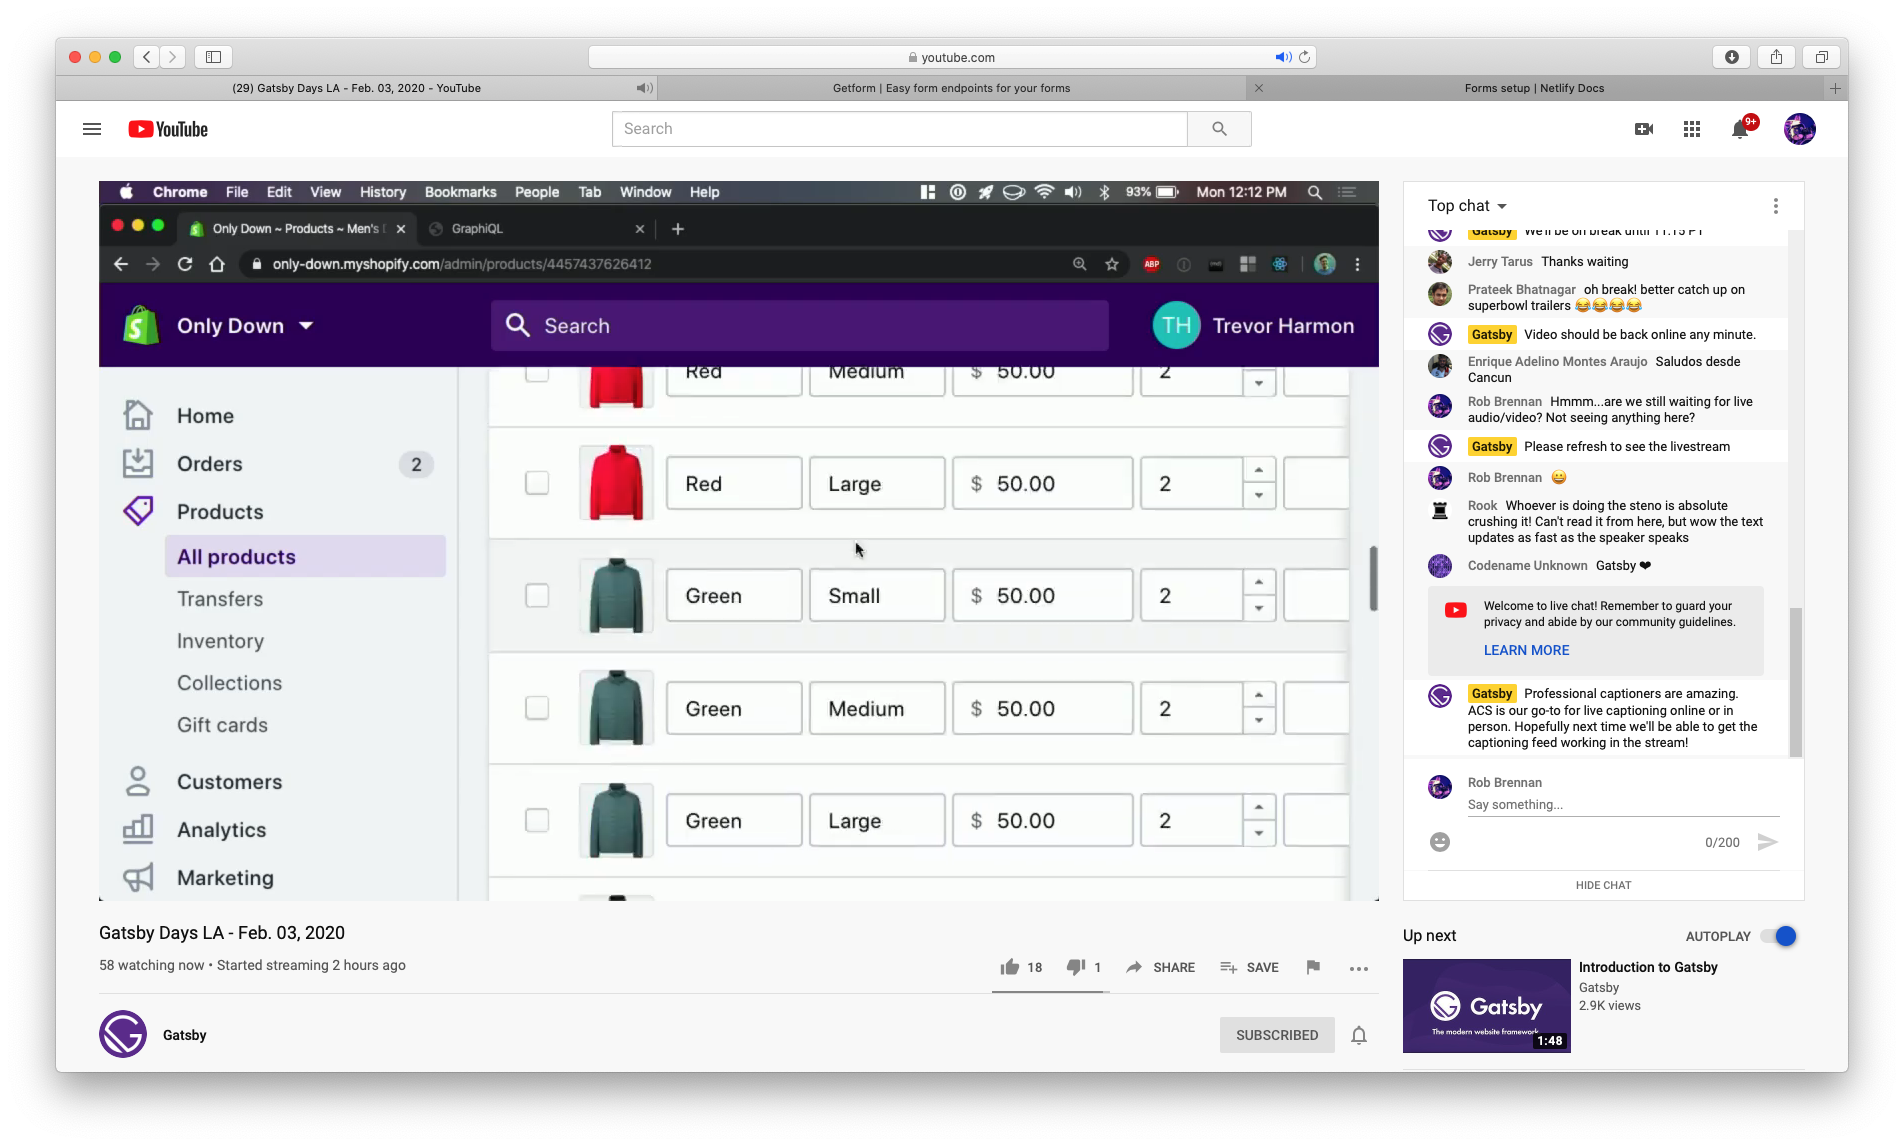 youtube.com
(29) Gatsby Days LA - Feb. 03, 2020 - YouTube
Getform | Easy form endpoints for your forms
Forms setup | Netlify Docs
YouTube
Search
9+
Chrome File Edit View History Bookmarks People Tab Window Help
93%
Mon 12:12 PM
Only Down ~ Products ~ Men's
GraphiQL
only-down.myshopify.com/admin/products/4457437626412
ABP
Only Down
Search
TH
Trevor Harmon
Home
Orders
2
Products
All products
Transfers
Inventory
Collections
Gift cards
Customers
Analytics
Marketing
Red Medium $ 50.00 2
Red Large $ 50.00 2
Green Small $ 50.00 2
Green Medium $ 50.00 2
Green Large $ 50.00 2
Top chat
Gatsby We'll be on break until 11:15 PT
Jerry Tarus Thanks waiting
Prateek Bhatnagar oh break! better catch up on
superbowl trailers 😂😂😂😂
Gatsby Video should be back online any minute.
Enrique Adelino Montes Araujo Saludos desde
Cancun
Rob Brennan Hmmm...are we still waiting for live
audio/video? Not seeing anything here?
Gatsby Please refresh to see the livestream
Rob Brennan 😀
Rook Whoever is doing the steno is absolute
crushing it! Can't read it from here, but wow the text
updates as fast as the speaker speaks
Codename Unknown Gatsby ❤
Welcome to live chat! Remember to guard your
privacy and abide by our community guidelines.
LEARN MORE
Gatsby Professional captioners are amazing.
ACS is our go-to for live captioning online or in
person. Hopefully next time we'll be able to get the
captioning feed working in the stream!
Rob Brennan
Say something...
0/200
HIDE CHAT
Gatsby Days LA - Feb. 03, 2020
58 watching now • Started streaming 2 hours ago
18
1
SHARE
SAVE
Gatsby
SUBSCRIBED
Up next
AUTOPLAY
Gatsby
The modern website framework
1:48
Introduction to Gatsby
Gatsby
2.9K views